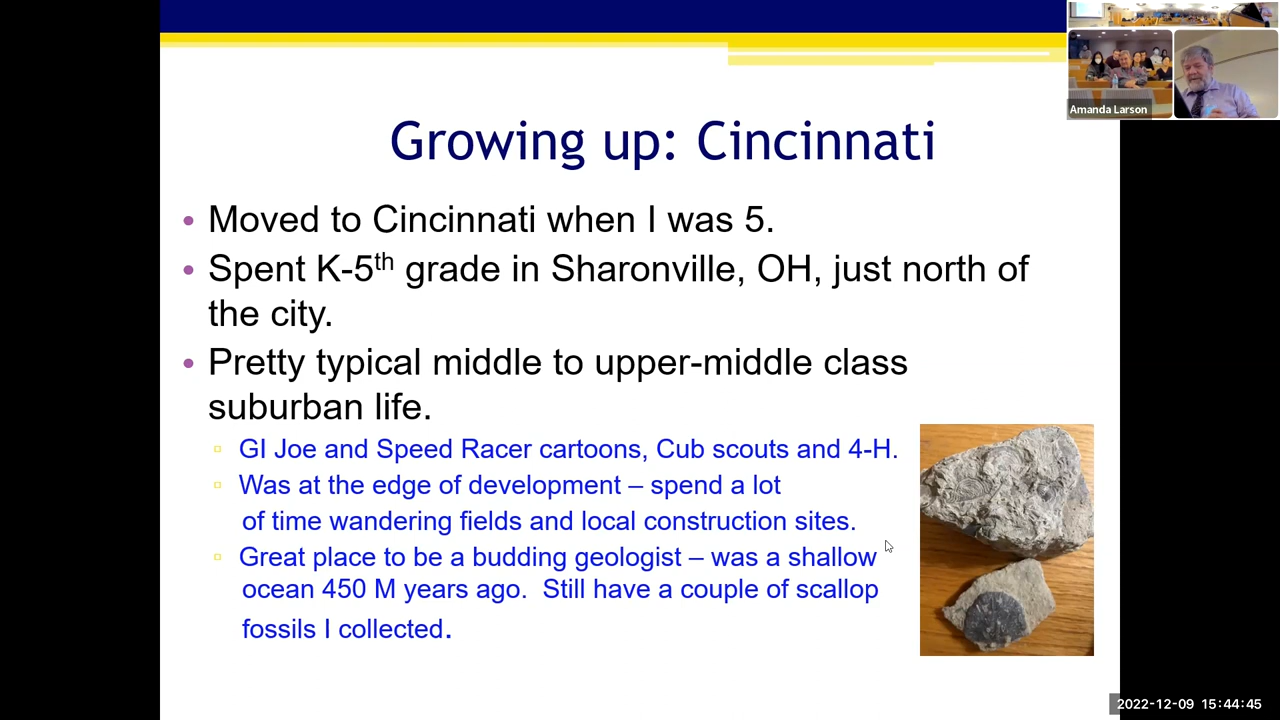 Amanda Larson
Growing up: Cincinnati
• Moved to Cincinnati when I was 5.
• Spent K-5th grade in Sharonville, OH, just north of
the city.
• Pretty typical middle to upper-middle class
suburban life.
▫ GI Joe and Speed Racer cartoons, Cub scouts and 4-H.
▫ Was at the edge of development – spend a lot
of time wandering fields and local construction sites.
▫ Great place to be a budding geologist – was a shallow
ocean 450 M years ago.  Still have a couple of scallop
fossils I collected.
2022-12-09 15:44:45